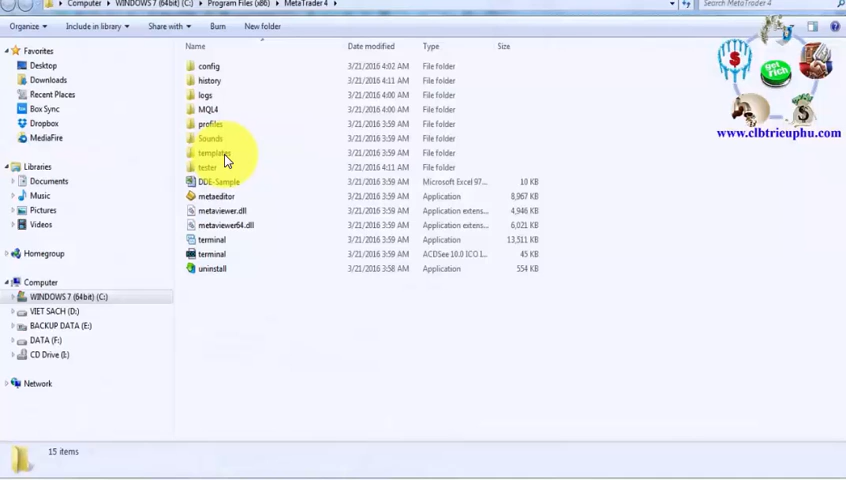 Computer ▸ WINDOWS 7 (64bit) (C:) ▸ Program Files (x86) ▸ MetaTrader 4 ▸
Search MetaTrader 4
Organize ▾ Include in library ▾ Share with ▾ Burn New folder
Name Date modified Type Size
Favorites
Desktop
Downloads
Recent Places
Box Sync
Dropbox
MediaFire
Libraries
Documents
Music
Pictures
Videos
Homegroup
Computer
WINDOWS 7 (64bit) (C:)
VIET SACH (D:)
BACKUP DATA (E:)
DATA (F:)
CD Drive (I:)
Network
config 3/21/2016 4:02 AM File folder
history 3/21/2016 4:00 AM File folder
logs 3/21/2016 4:00 AM File folder
MQL4 3/21/2016 4:00 AM File folder
profiles 3/21/2016 3:59 AM File folder
Sounds 3/21/2016 3:59 AM File folder
templates 3/21/2016 3:59 AM File folder
tester 3/21/2016 4:11 AM File folder
DDE-Sample 3/21/2016 3:59 AM Microsoft Excel 97... 10 KB
metaeditor 3/21/2016 3:59 AM Application 8,967 KB
metaviewer.dll 3/21/2016 3:59 AM Application extens... 4,946 KB
metaviewer64.dll 3/21/2016 3:59 AM Application extens... 6,021 KB
terminal 3/21/2016 3:59 AM Application 13,511 KB
terminal 3/21/2016 3:59 AM ACDSee 10.0 ICO I... 45 KB
uninstall 3/21/2016 3:58 AM Application 554 KB
get
rich
www.clbtrieuphu.com
15 items